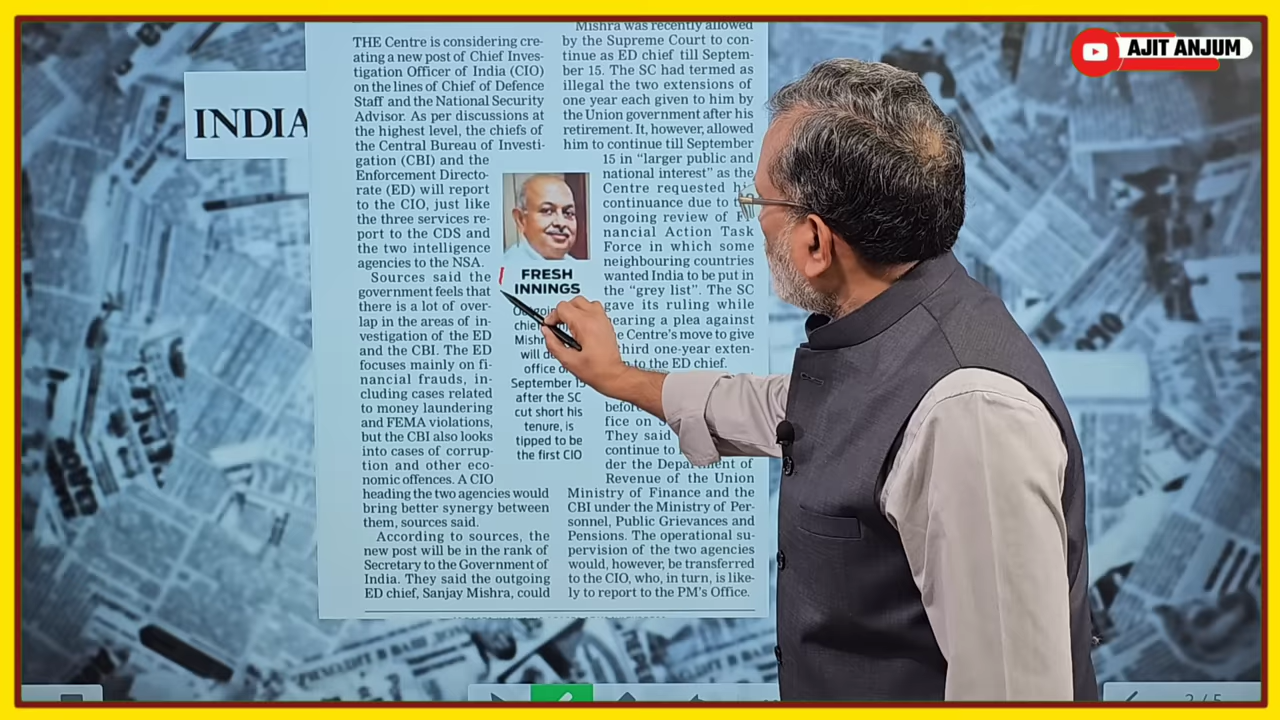 AJIT ANJUM
INDIA
THE Centre is considering cre-
ating a new post of Chief Inves-
tigation Officer of India (CIO)
on the lines of Chief of Defence
Staff and the National Security
Advisor. As per discussions at
the highest level, the chiefs of
the Central Bureau of Investi-
gation (CBI) and the
Enforcement Directo-
rate (ED) will report
to the CIO, just like
the three services re-
port to the CDS and
the two intelligence
agencies to the NSA.
Sources said the
government feels that
there is a lot of over-
lap in the areas of in-
vestigation of the ED
and the CBI. The ED
focuses mainly on fi-
nancial frauds, in-
cluding cases related
to money laundering
and FEMA violations,
but the CBI also looks
into cases of corrup-
tion and other eco-
nomic offences. A CIO
heading the two agencies would
bring better synergy between
them, sources said.
According to sources, the
new post will be in the rank of
Secretary to the Government of
India. They said the outgoing
ED chief, Sanjay Mishra, could
FRESH
INNINGS
chief
Mishr
will
office
September 15
after the SC
cut short his
tenure, is
tipped to be
the first CIO
Mishra was recently allowed
by the Supreme Court to con-
tinue as ED chief till Septem-
ber 15. The SC had termed as
illegal the two extensions of
one year each given to him by
the Union government after his
retirement. It, however, allowed
him to continue till September
15 in “larger public and
national interest” as the
Centre requested
continuance due to
ongoing review of
nancial Action Task
Force in which some
neighbouring countries
wanted India to be put in
the “grey list”. The SC
gave its ruling while
hearing a plea against
Centre’s move to give
third one-year exten-
to the ED chief.
before
fice on
They said
continue to
der the Department of
Revenue of the Union
Ministry of Finance and the
CBI under the Ministry of Per-
sonnel, Public Grievances and
Pensions. The operational su-
pervision of the two agencies
would, however, be transferred
to the CIO, who, in turn, is like-
ly to report to the PM’s Office.
2/5